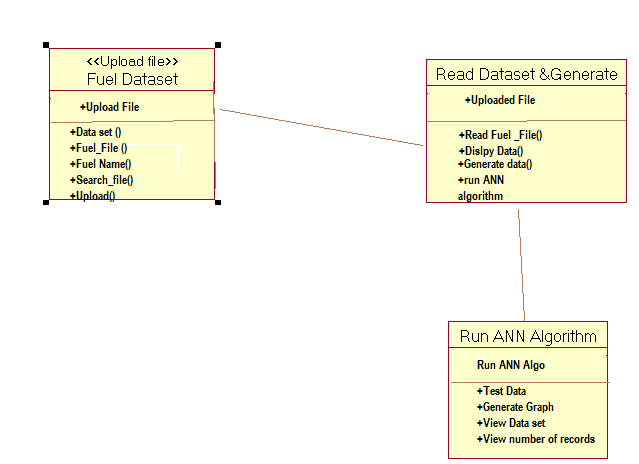 <<Upload file>>
Fuel Dataset
+Upload File
+Data set ()
+Fuel_File ()
+Fuel Name()
+Search_file()
+Upload()
Read Dataset &Generate
+Uploaded File
+Read Fuel _File()
+Dislpy Data()
+Generate data()
+run ANN
algorithm
Run ANN Algorithm
Run ANN Algo
+Test Data
+Generate Graph
+View Data set
+View number of records